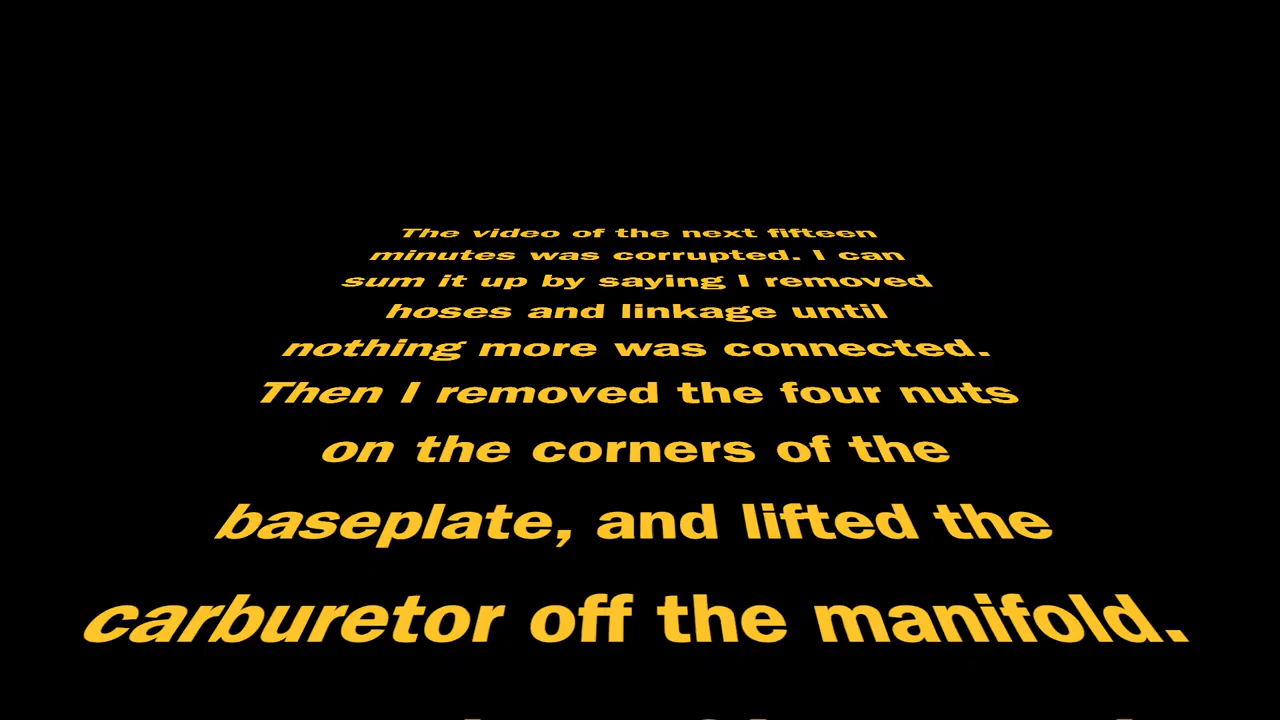 The video of the next fifteen
minutes was corrupted. I can
sum it up by saying I removed
hoses and linkage until
nothing more was connected.
Then I removed the four nuts
on the corners of the
baseplate, and lifted the
carburetor off the manifold.